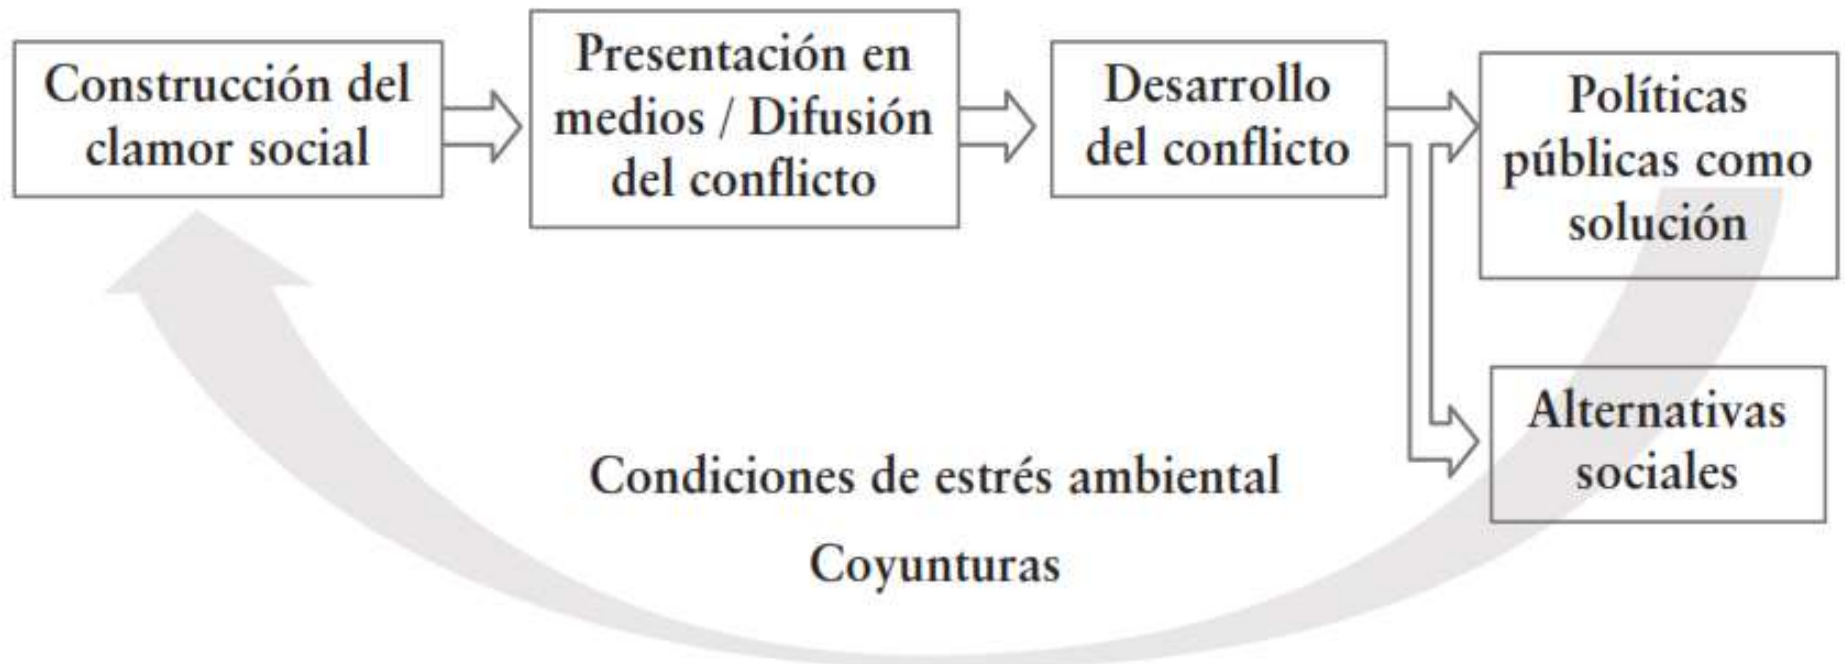 Construcción del
clamor social
Presentación en
medios / Difusión
del conflicto
Desarrollo
del conflicto
Políticas
públicas como
solución
Alternativas
sociales
Condiciones de estrés ambiental
Coyunturas